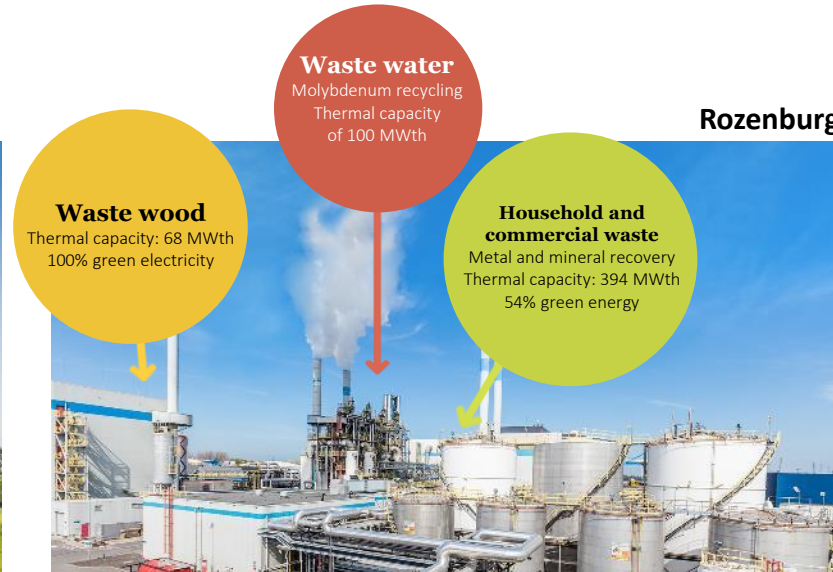 Waste water
Molybdenum recycling
Thermal capacity
of 100 MWth
Rozenburg
Waste wood
Thermal capacity: 68 MWth
100% green electricity
Household and
commercial waste
Metal and mineral recovery
Thermal capacity: 394 MWth
54% green energy